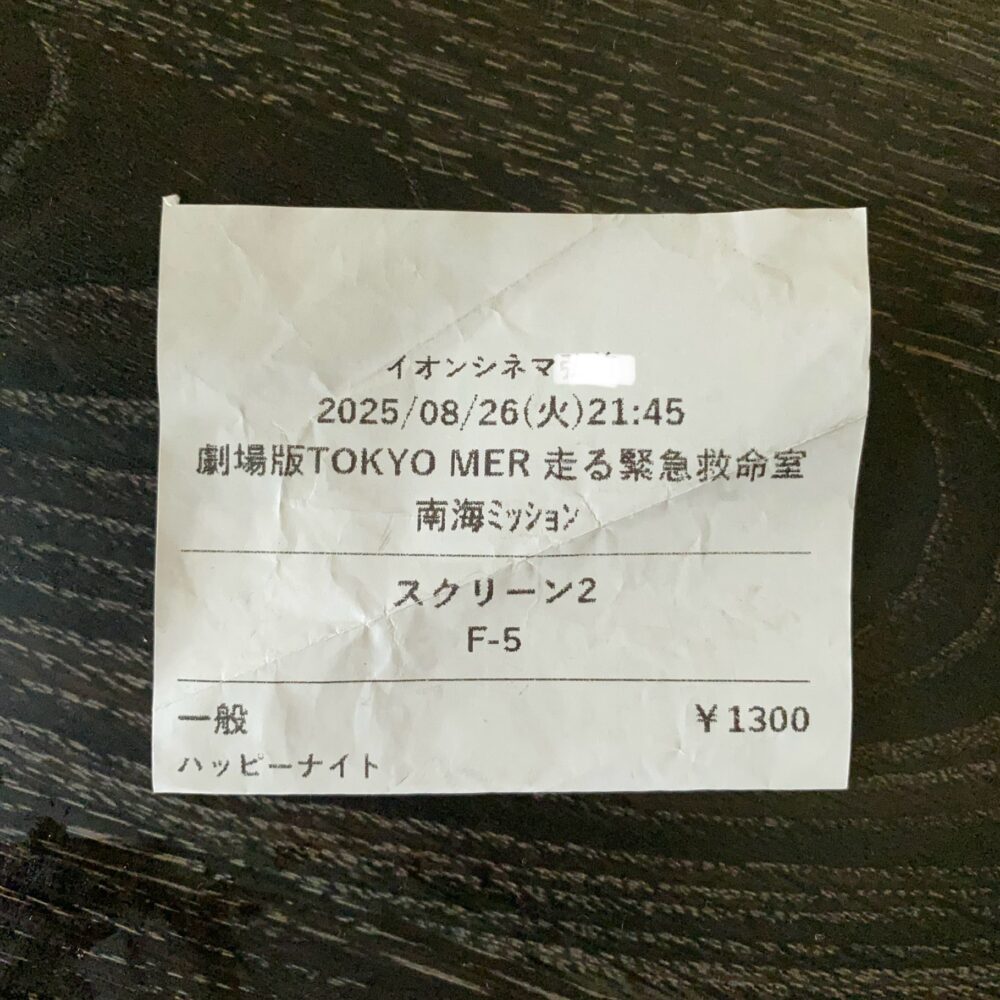 イオンシネマ
2025/08/26(火)21:45
劇場版TOKYO MER 走る緊急救命室
南海ミッション
スクリーン2
F-5
一般 ¥1300
ハッピーナイト